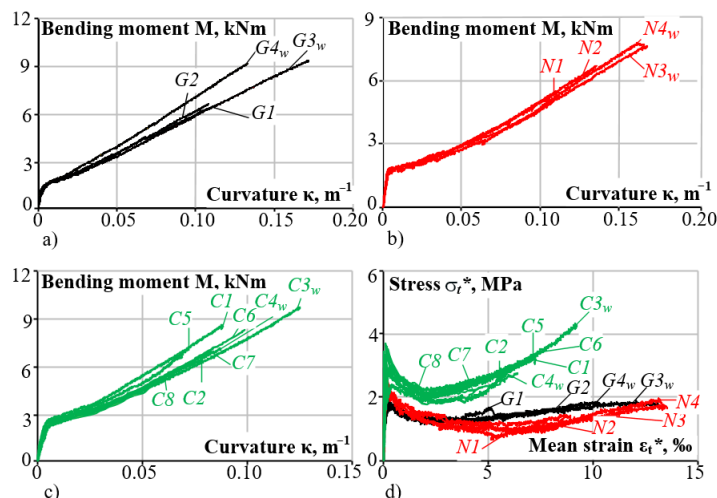 Bending moment M, kNm
12
9
6
3
0
0
0.05
0.10
0.15
0.20
G4w
G3w
G2
G1
Curvature κ, m⁻¹
a)
Bending moment M, kNm
9
6
3
0
0
0.05
0.10
0.15
0.20
N1
N2
N4w
N3w
Curvature κ, m⁻¹
b)
Bending moment M, kNm
12
9
6
3
0
0
0.05
0.10
0.15
C5
C1
C4w
C3w
C6
C7
C8
C2
Curvature κ, m⁻¹
c)
Stress σt*, MPa
6
4
2
0
0
5
10
15
C3w
C5
C6
C2
C7
C8
C1
C4w
G1
G2
G4w
G3w
N4
N3
N2
N1
Mean strain εt*, ‰
d)